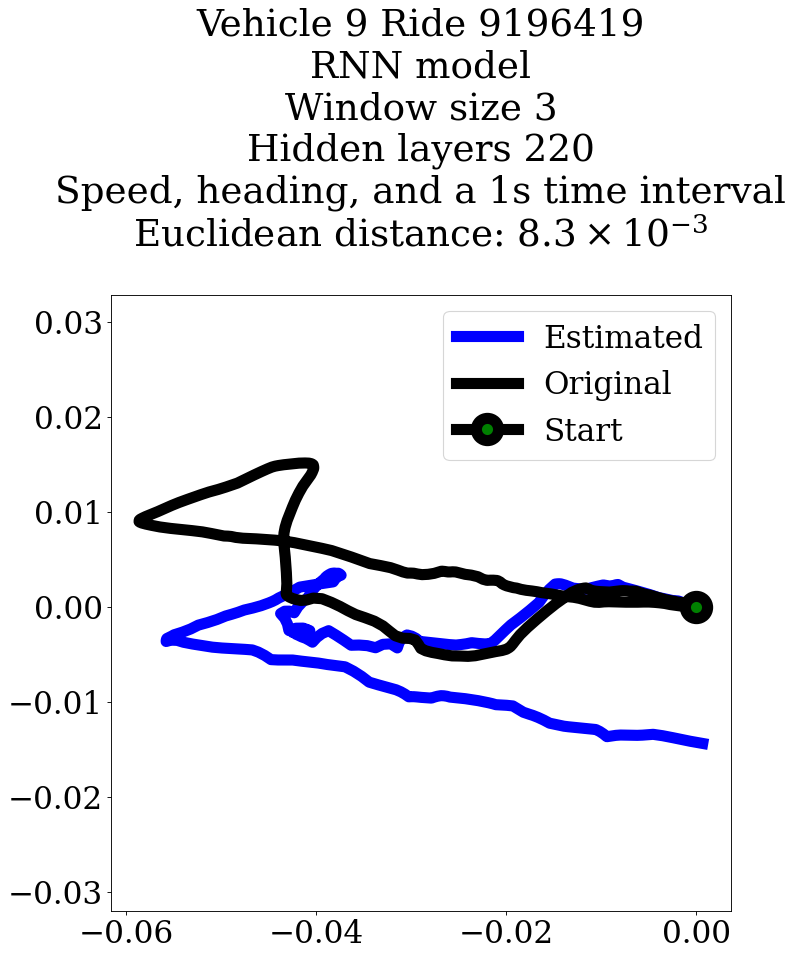 Vehicle 9 Ride 9196419
RNN model
Window size 3
Hidden layers 220
Speed, heading, and a 1s time interval
Euclidean distance: 8.3 × 10⁻³
Estimated
Original
Start
0.03
0.02
0.01
0.00
−0.01
−0.02
−0.03
−0.06
−0.04
−0.02
0.00